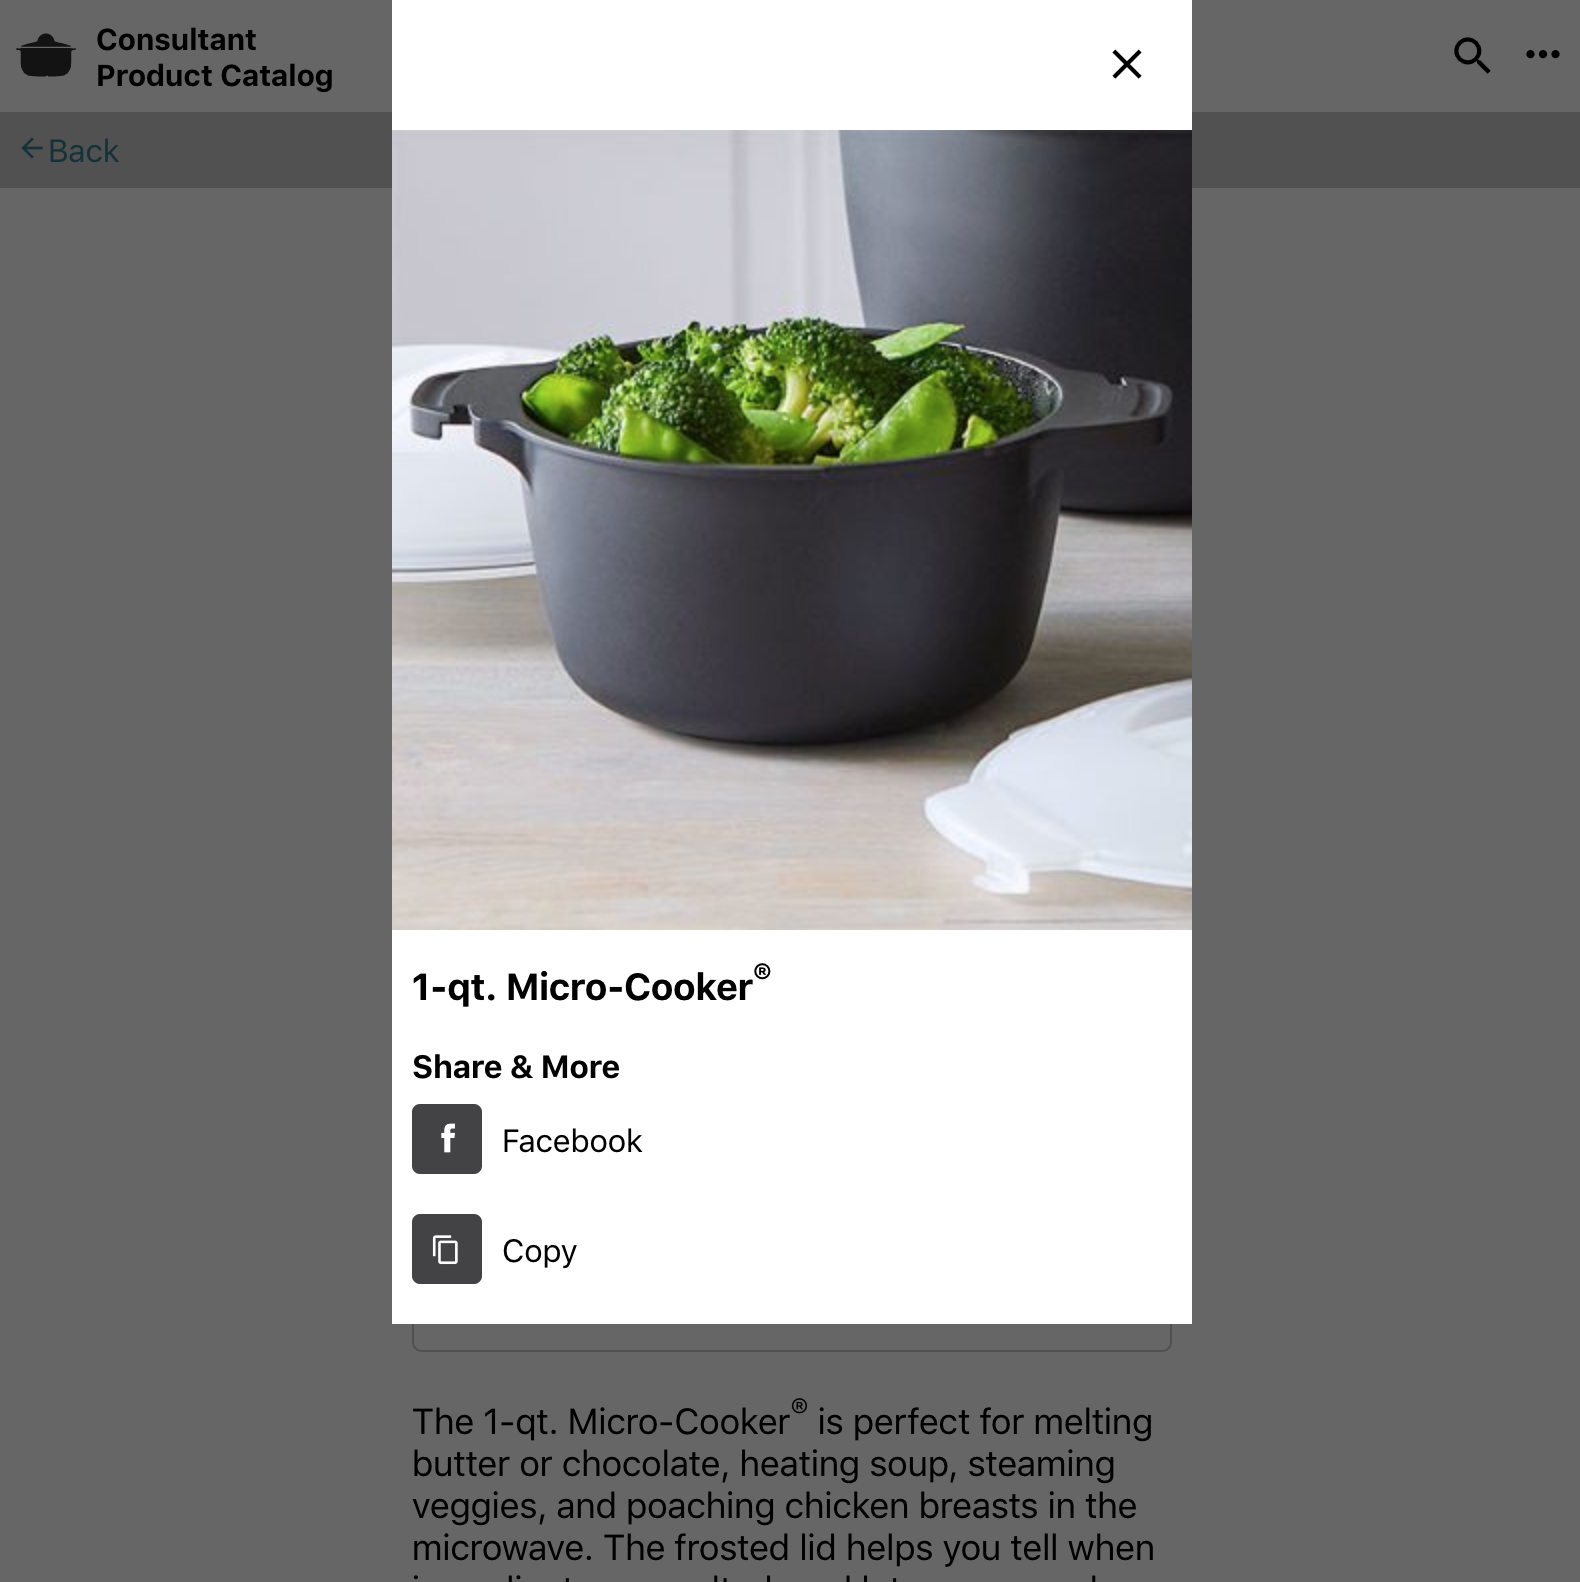 Consultant
Product Catalog
Back
1-qt. Micro-Cooker®
Share & More
Facebook
Copy
The 1-qt. Micro-Cooker® is perfect for melting
butter or chocolate, heating soup, steaming
veggies, and poaching chicken breasts in the
microwave. The frosted lid helps you tell when